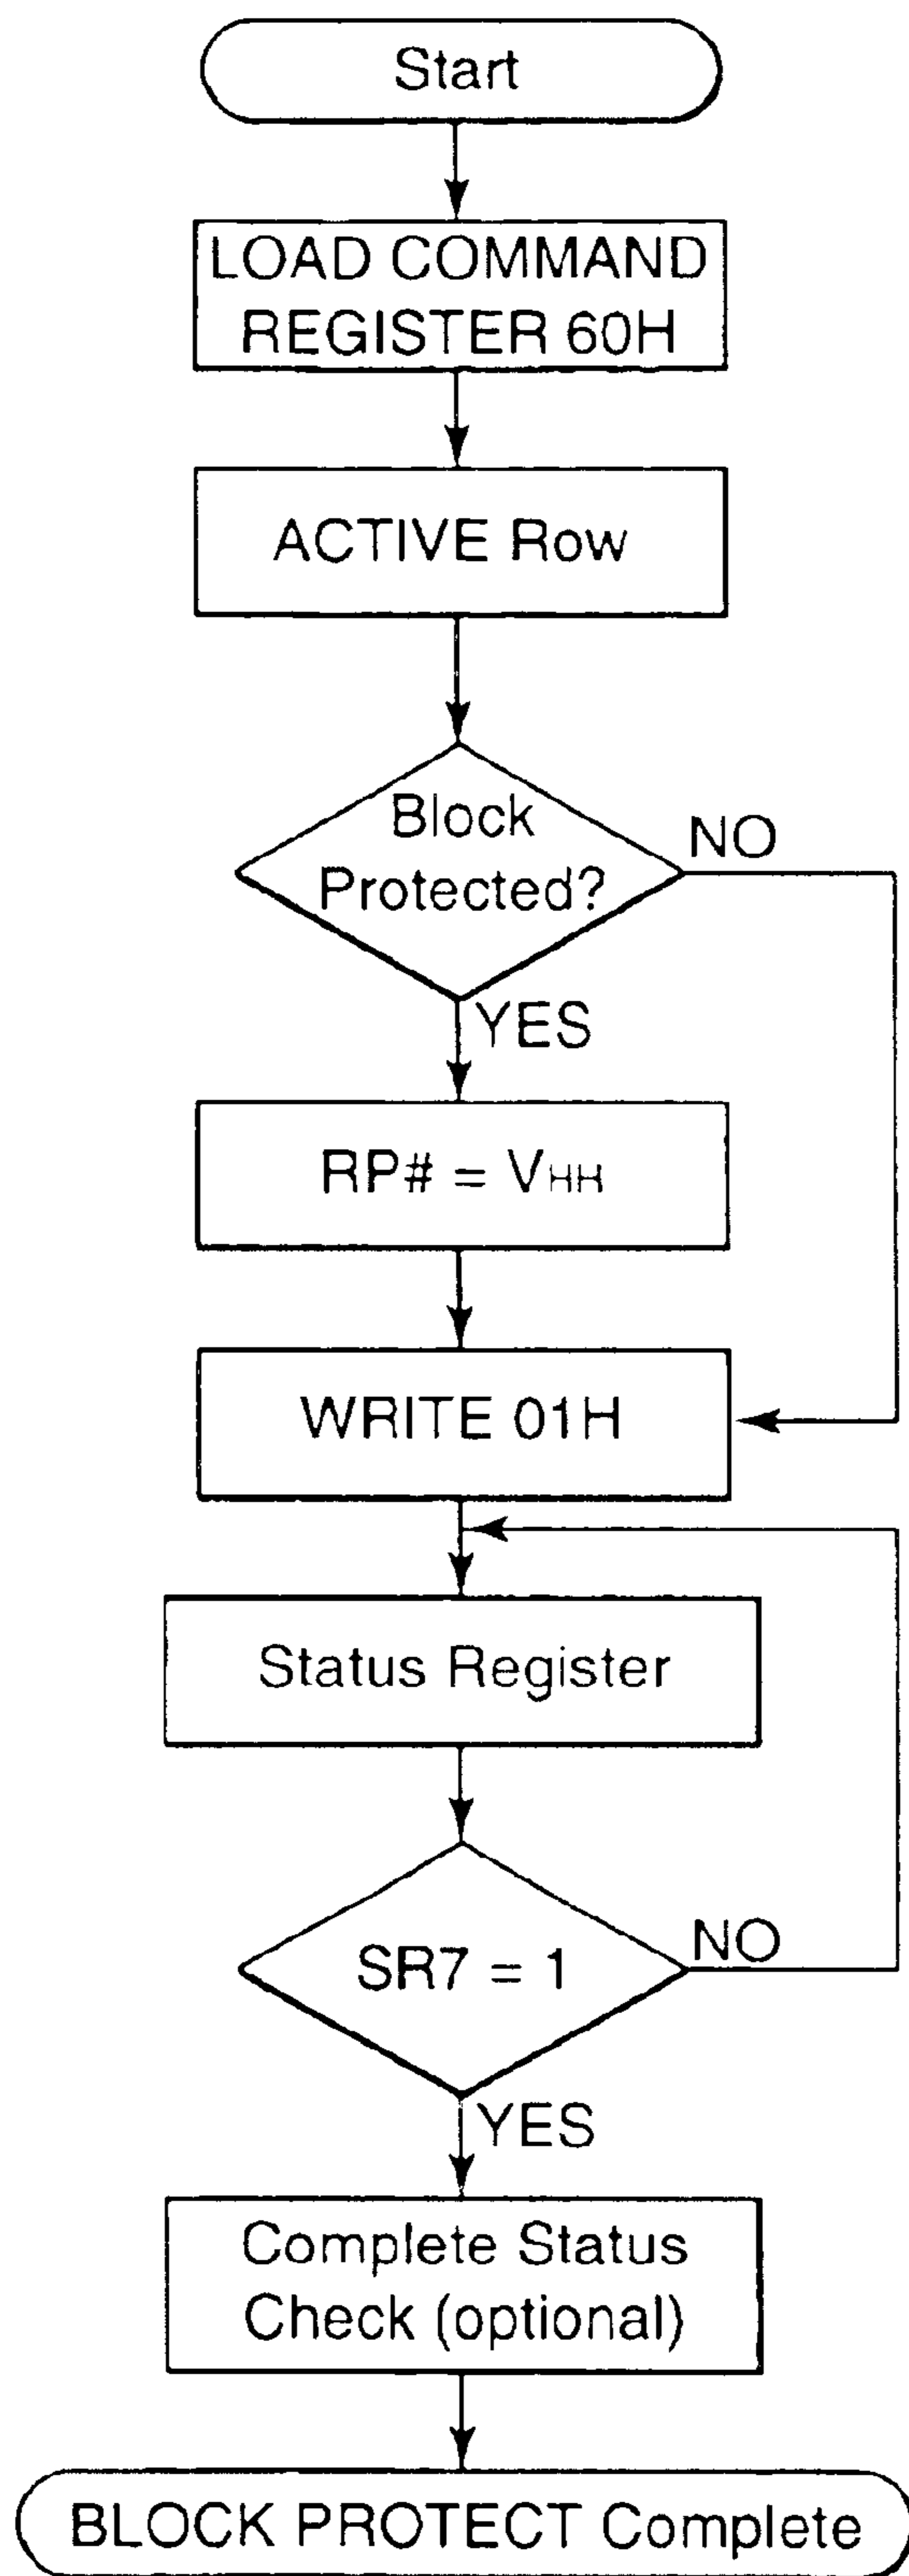 Start
LOAD COMMAND
REGISTER 60H
ACTIVE Row
Block
Protected?
NO
YES
RP# = VHH
WRITE 01H
Status Register
SR7 = 1
NO
YES
Complete Status
Check (optional)
BLOCK PROTECT Complete